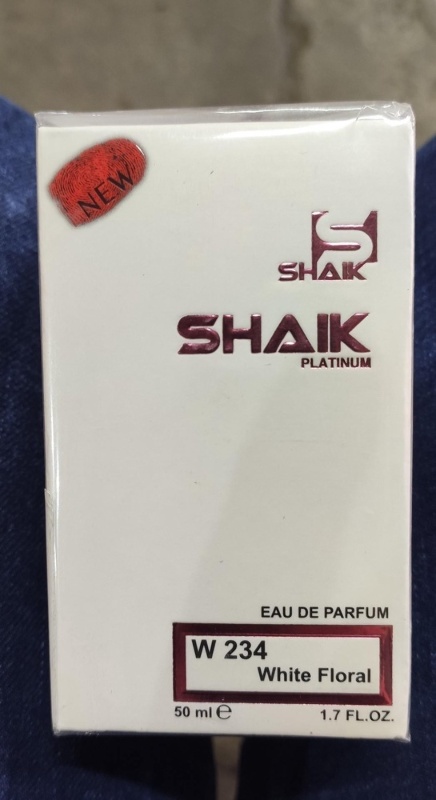 NEW
S
SHAIK
SHAIK
PLATINUM
EAU DE PARFUM
W 234
White Floral
50 ml ℮
1.7 FL.OZ.